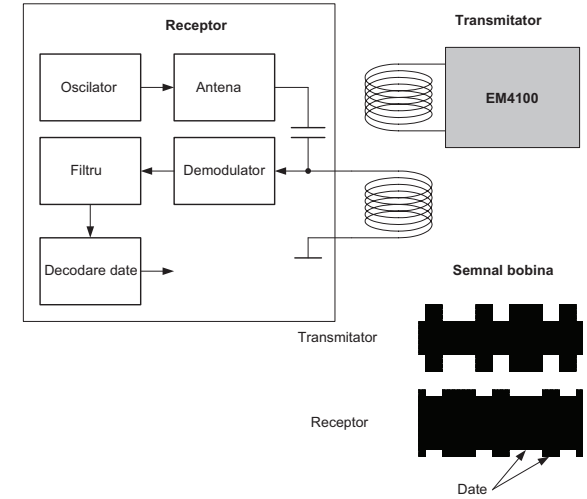 Receptor
Transmitator
Oscilator
Antena
EM4100
Filtru
Demodulator
Decodare date
Semnal bobina
Transmitator
Receptor
Date